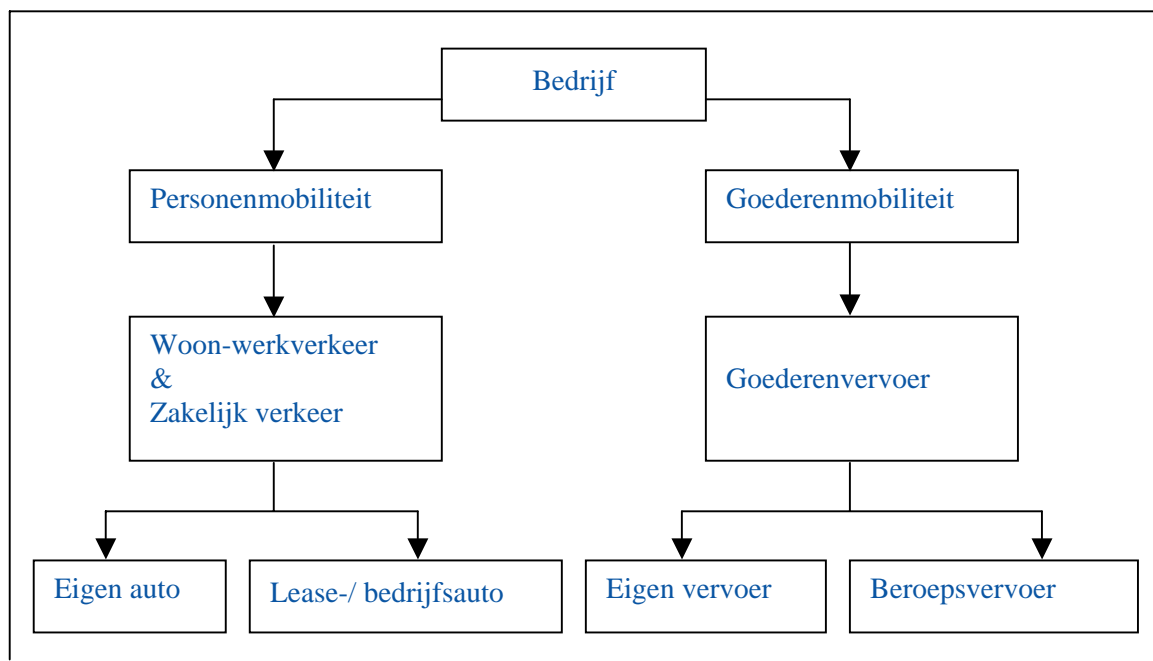 Bedrijf
Personenmobiliteit
Goederenmobiliteit
Woon-werkverkeer
&
Zakelijk verkeer
Goederenvervoer
Eigen auto
Lease-/ bedrijfsauto
Eigen vervoer
Beroepsvervoer